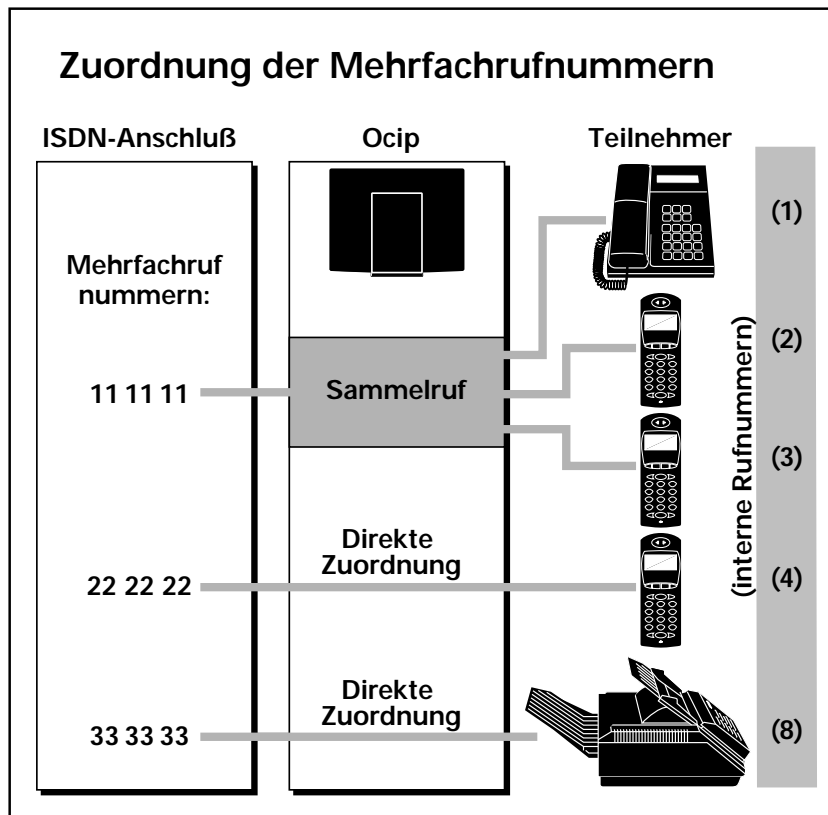 Zuordnung der Mehrfachrufnummern
ISDN-Anschluß
Ocip
Teilnehmer
Mehrfachruf
nummern:
11 11 11
Sammelruf
22 22 22
Direkte
Zuordnung
33 33 33
Direkte
Zuordnung
(interne Rufnummern)
(1)
(2)
(3)
(4)
(8)